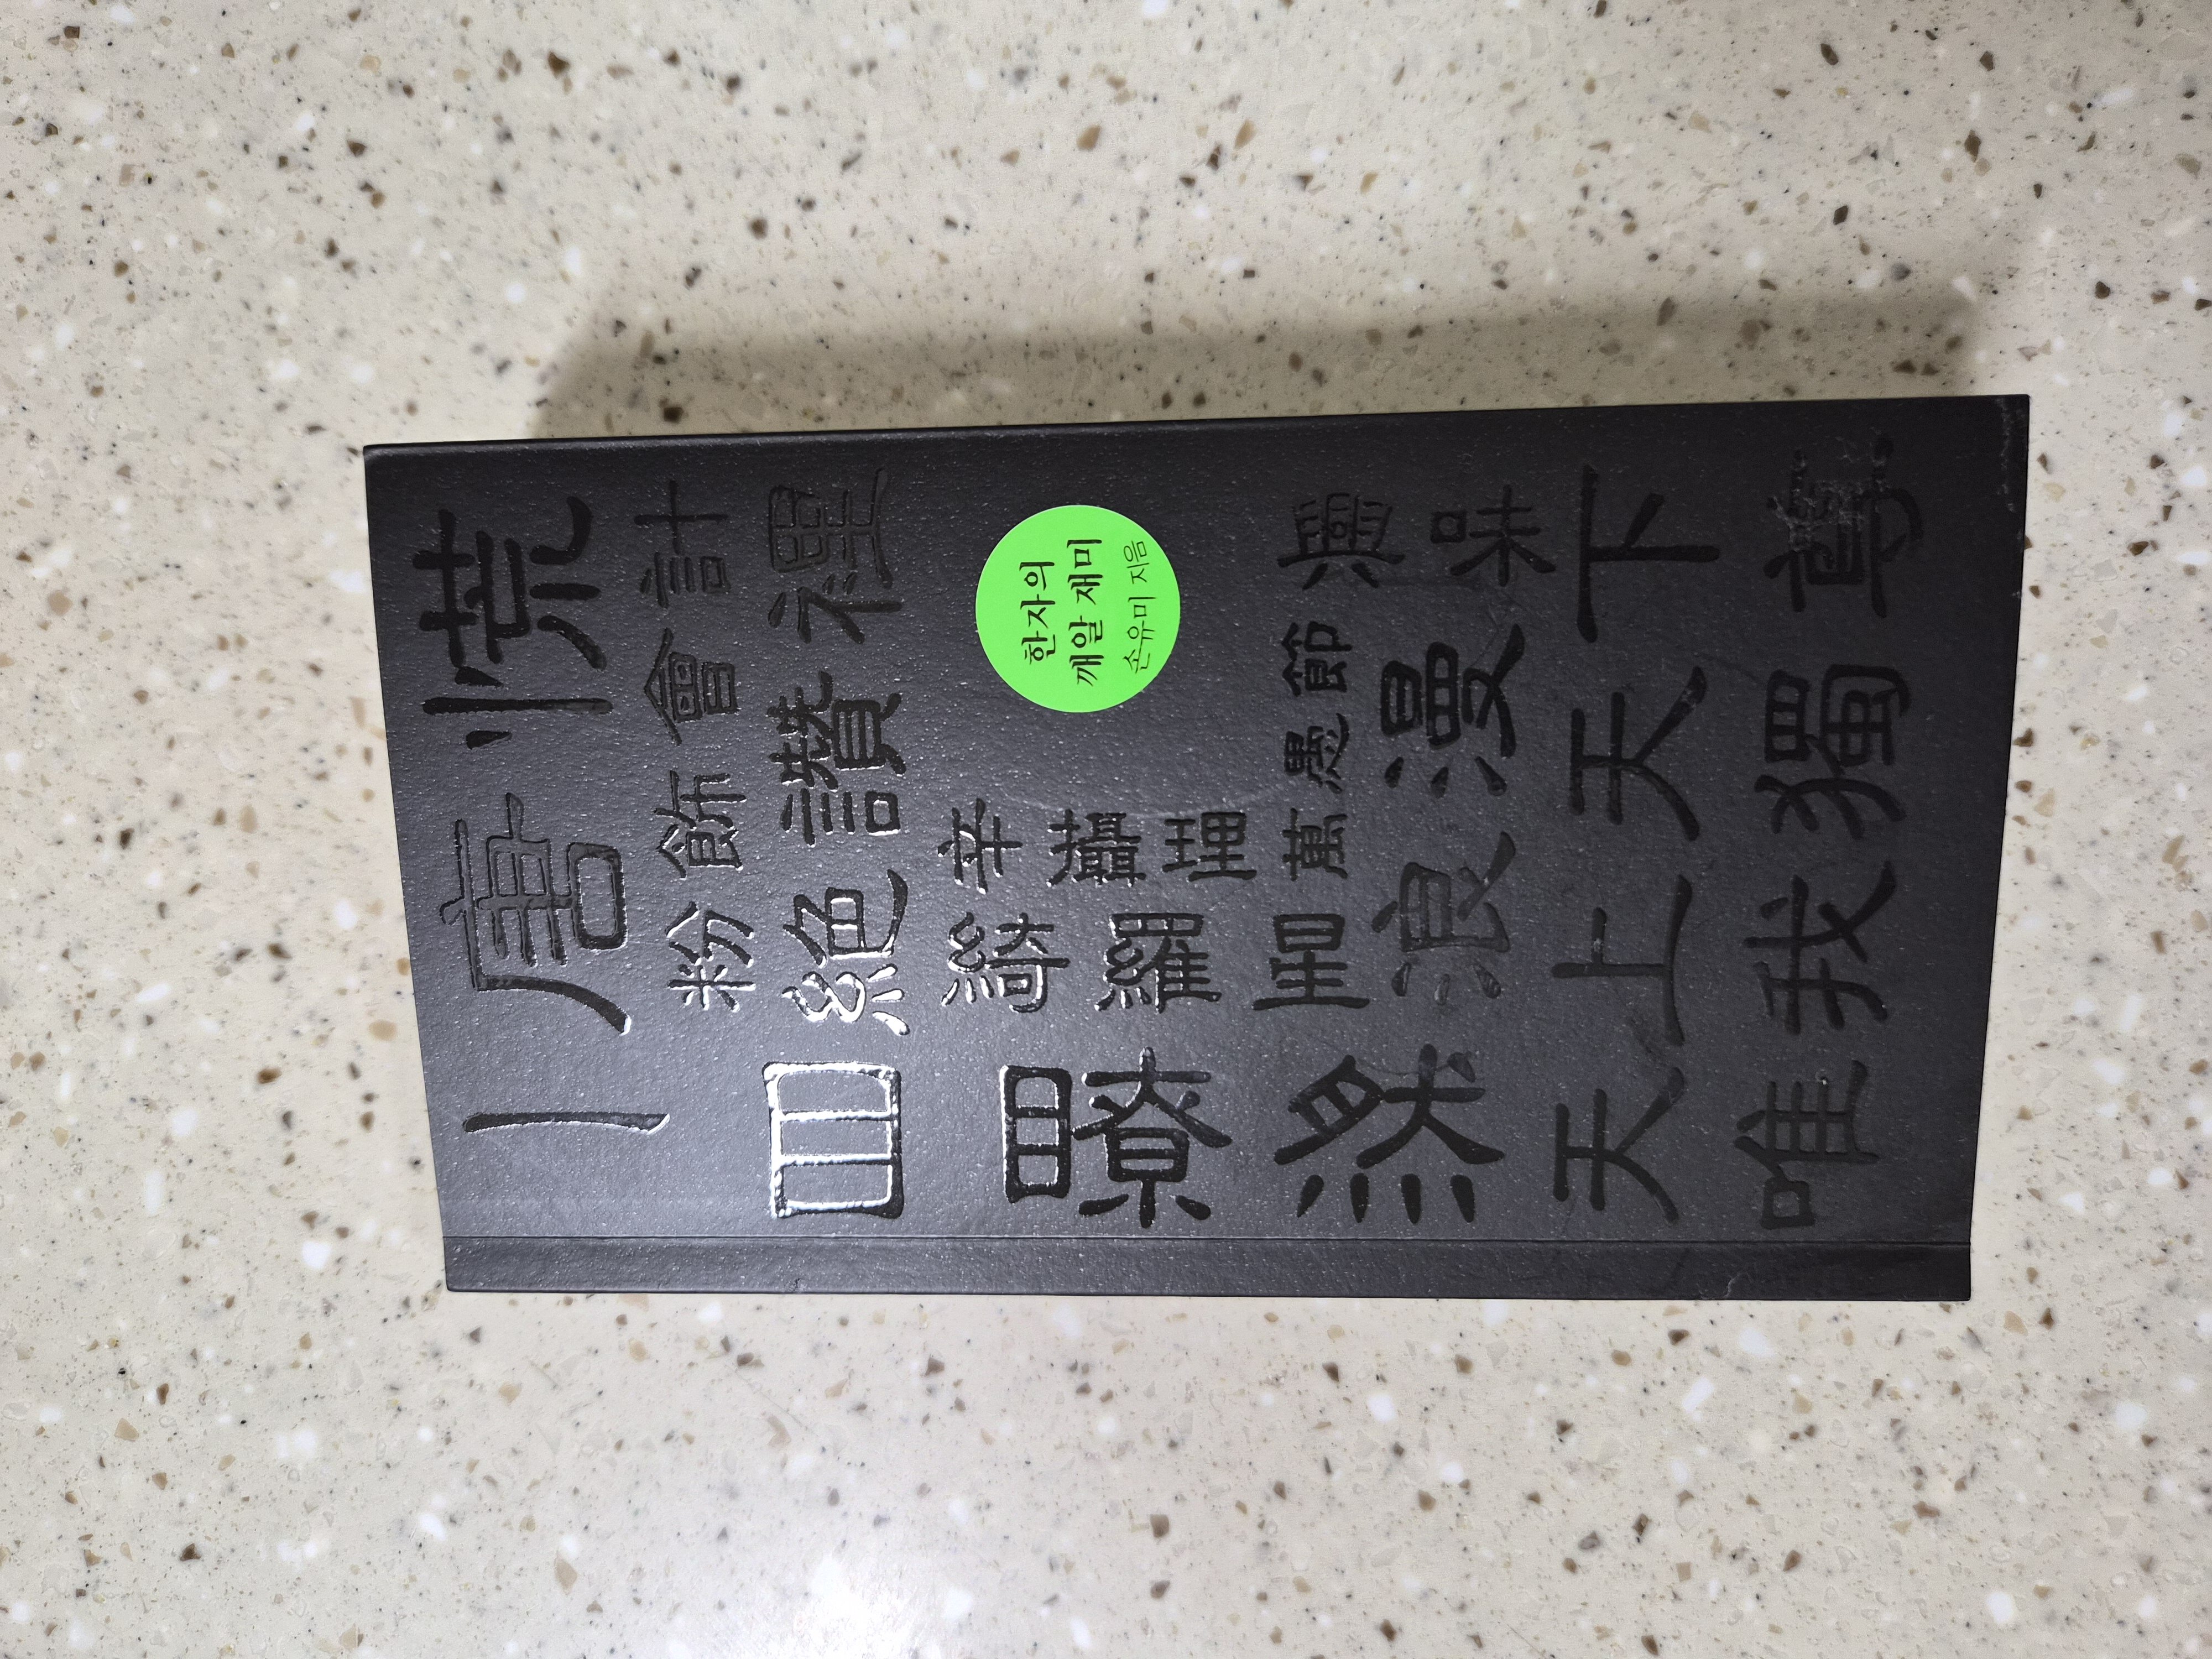 一唐慌
粉飾會計
目絶讚裡
한자의
깨알 재미
손유미 지음
瞭然
綺羅星
攝理
萬愚節
浪漫
興味
天上天下
唯我獨尊